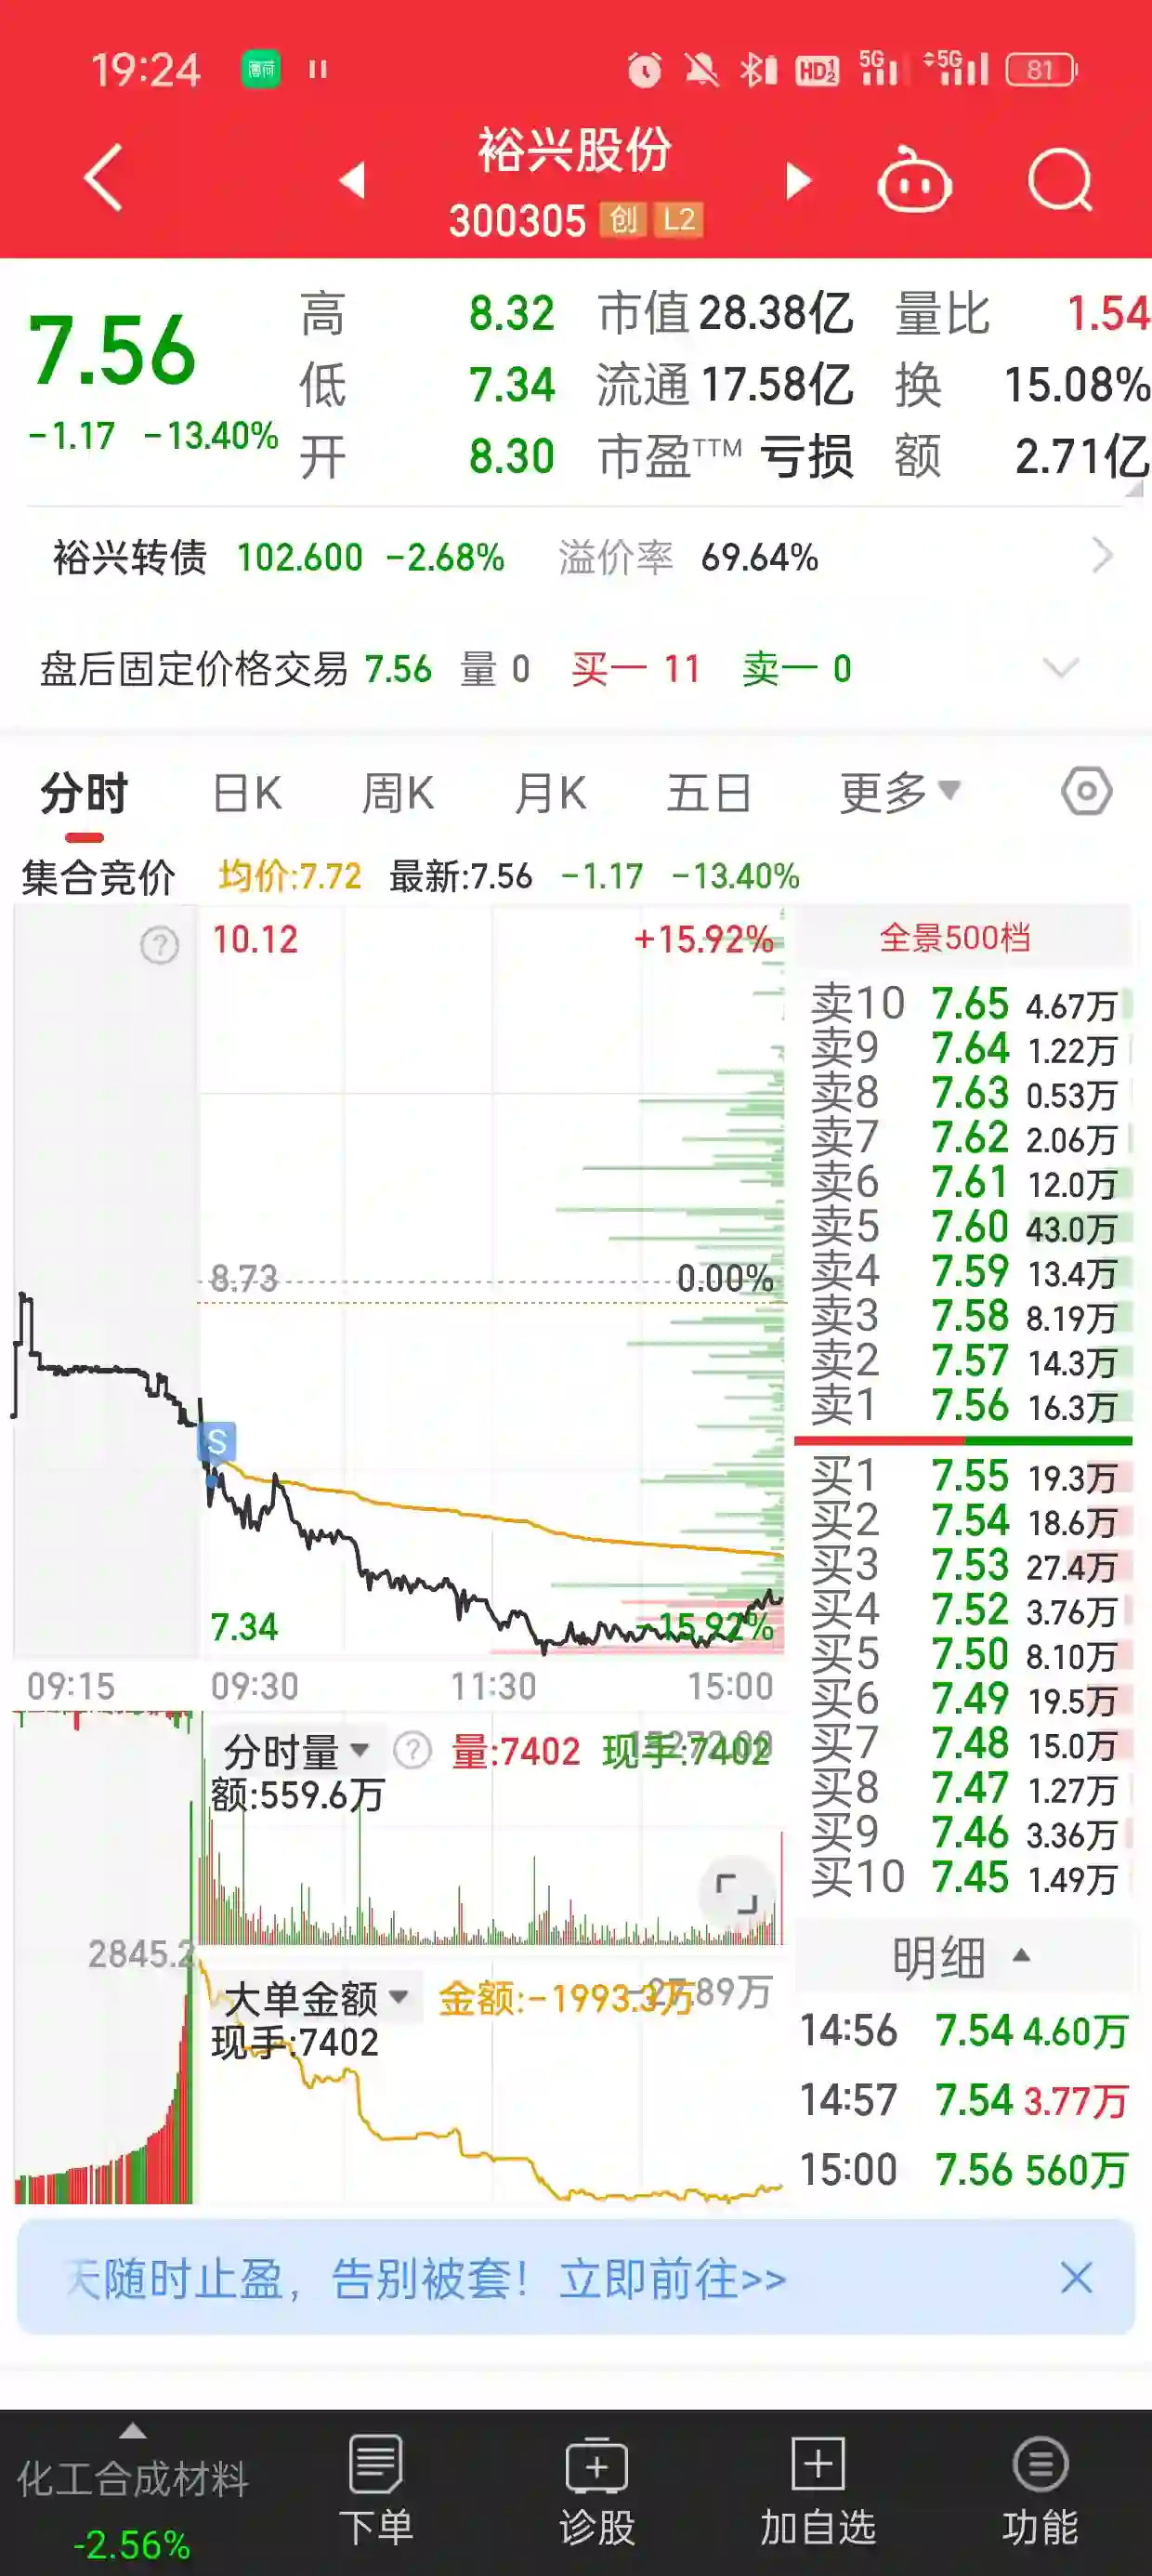 19:24 薄荷 HD 1 2 5G 5G 81
裕兴股份
300305 创 L2
7.56
-1.17 -13.40%
高 8.32 市值 28.38亿 量比 1.54
低 7.34 流通 17.58亿 换 15.08%
开 8.30 市盈TTM 亏损 额 2.71亿
裕兴转债 102.600 -2.68% 溢价率 69.64%
盘后固定价格交易 7.56 量 0 买一 11 卖一 0
分时 日K 周K 月K 五日 更多
集合竞价 均价:7.72 最新:7.56 -1.17 -13.40%
10.12 +15.92%
8.73 0.00%
S
7.34 -15.92%
09:15 09:30 11:30 15:00
全景500档
卖10 7.65 4.67万
卖9 7.64 1.22万
卖8 7.63 0.53万
卖7 7.62 2.06万
卖6 7.61 12.0万
卖5 7.60 43.0万
卖4 7.59 13.4万
卖3 7.58 8.19万
卖2 7.57 14.3万
卖1 7.56 16.3万
买1 7.55 19.3万
买2 7.54 18.6万
买3 7.53 27.4万
买4 7.52 3.76万
买5 7.50 8.10万
买6 7.49 19.5万
买7 7.48 15.0万
买8 7.47 1.27万
买9 7.46 3.36万
买10 7.45 1.49万
分时量 量:7402 现手:7402
额:559.6万
2845.2
大单金额 金额:-1993.3万
现手:7402
明细
14:56 7.54 4.60万
14:57 7.54 3.77万
15:00 7.56 560万
天随时止盈，告别被套！立即前往>>
化工合成材料
-2.56%
下单 诊股 加自选 功能